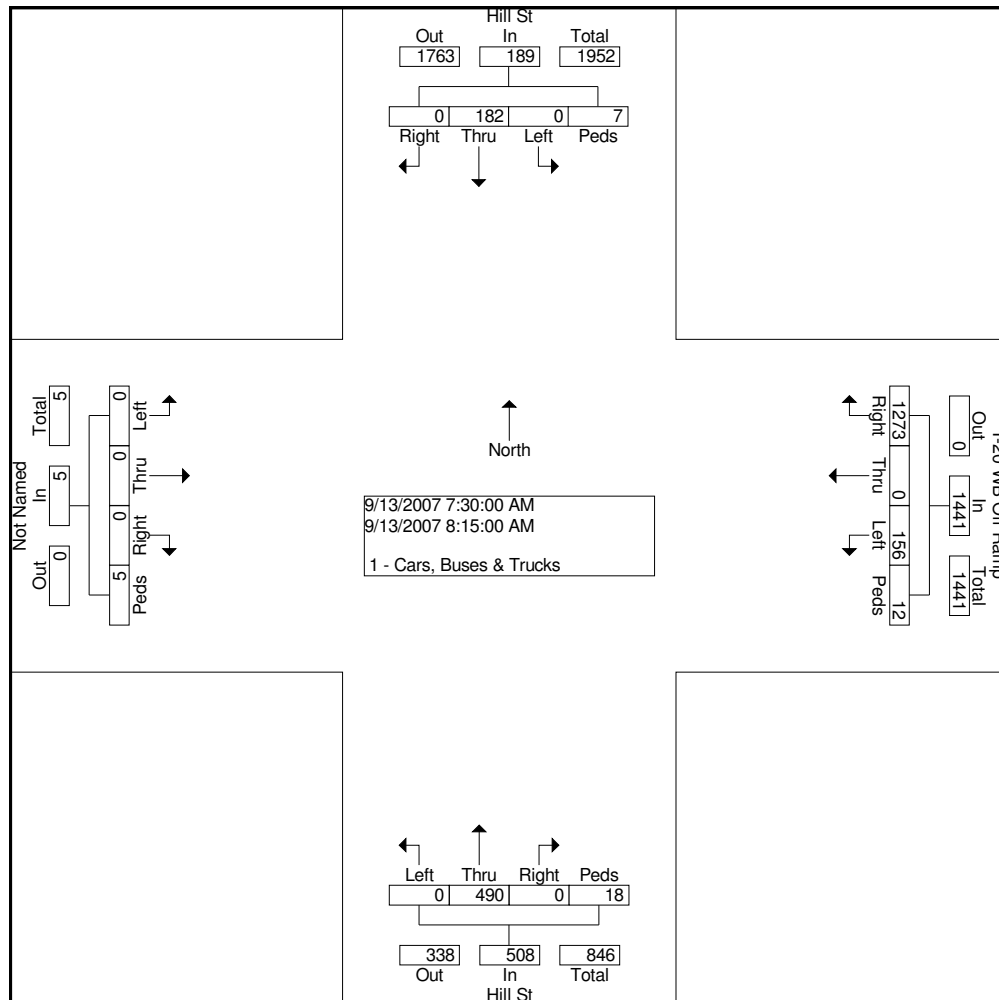 Hill St
Out In Total
1763 189 1952
0 182 0 7
Right Thru Left Peds
North
9/13/2007 7:30:00 AM
9/13/2007 8:15:00 AM
1 - Cars, Buses & Trucks
Not Named
Out In Total
0 5 5
Left Thru Right Peds
0 0 0 5
I-20 WB Off Ramp
Out In Total
0 1441 1441
1273 0 156 12
Right Thru Left Peds
Left Thru Right Peds
0 490 0 18
338 508 846
Out In Total
Hill St